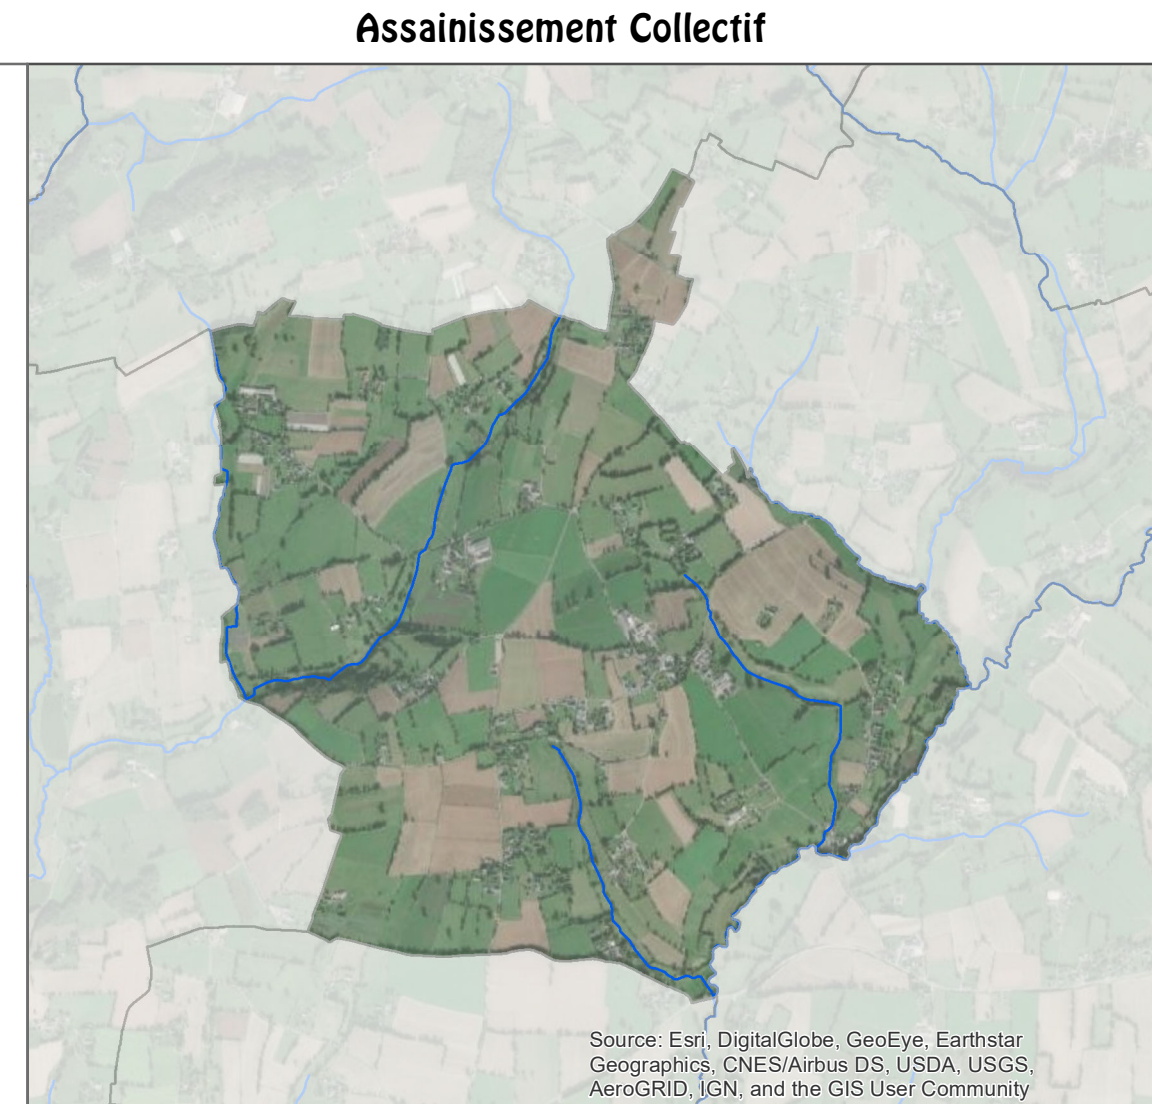 Assainissement Collectif
Source: Esri, DigitalGlobe, GeoEye, Earthstar
Geographics, CNES/Airbus DS, USDA, USGS,
AeroGRID, IGN, and the GIS User Community